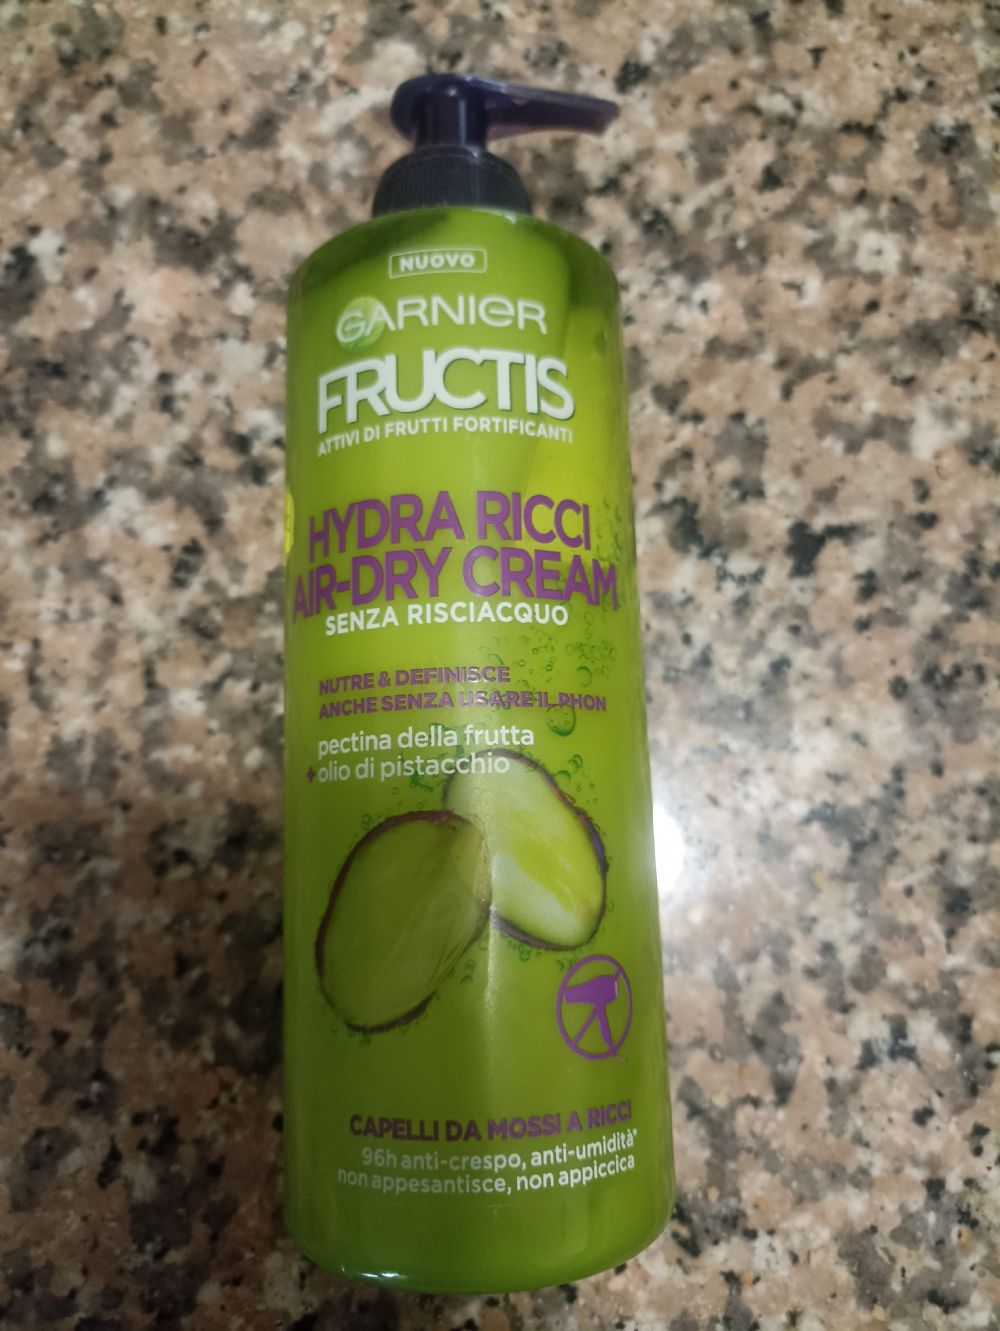 NUOVO
GARNIER
FRUCTIS
ATTIVI DI FRUTTI FORTIFICANTI
HYDRA RICCI
AIR-DRY CREAM
SENZA RISCIACQUO
NUTRE & DEFINISCE
ANCHE SENZA USARE IL PHON
pectina della frutta
+ olio di pistacchio
CAPELLI DA MOSSI A RICCI
96h anti-crespo, anti-umidità*
non appesantisce, non appiccica